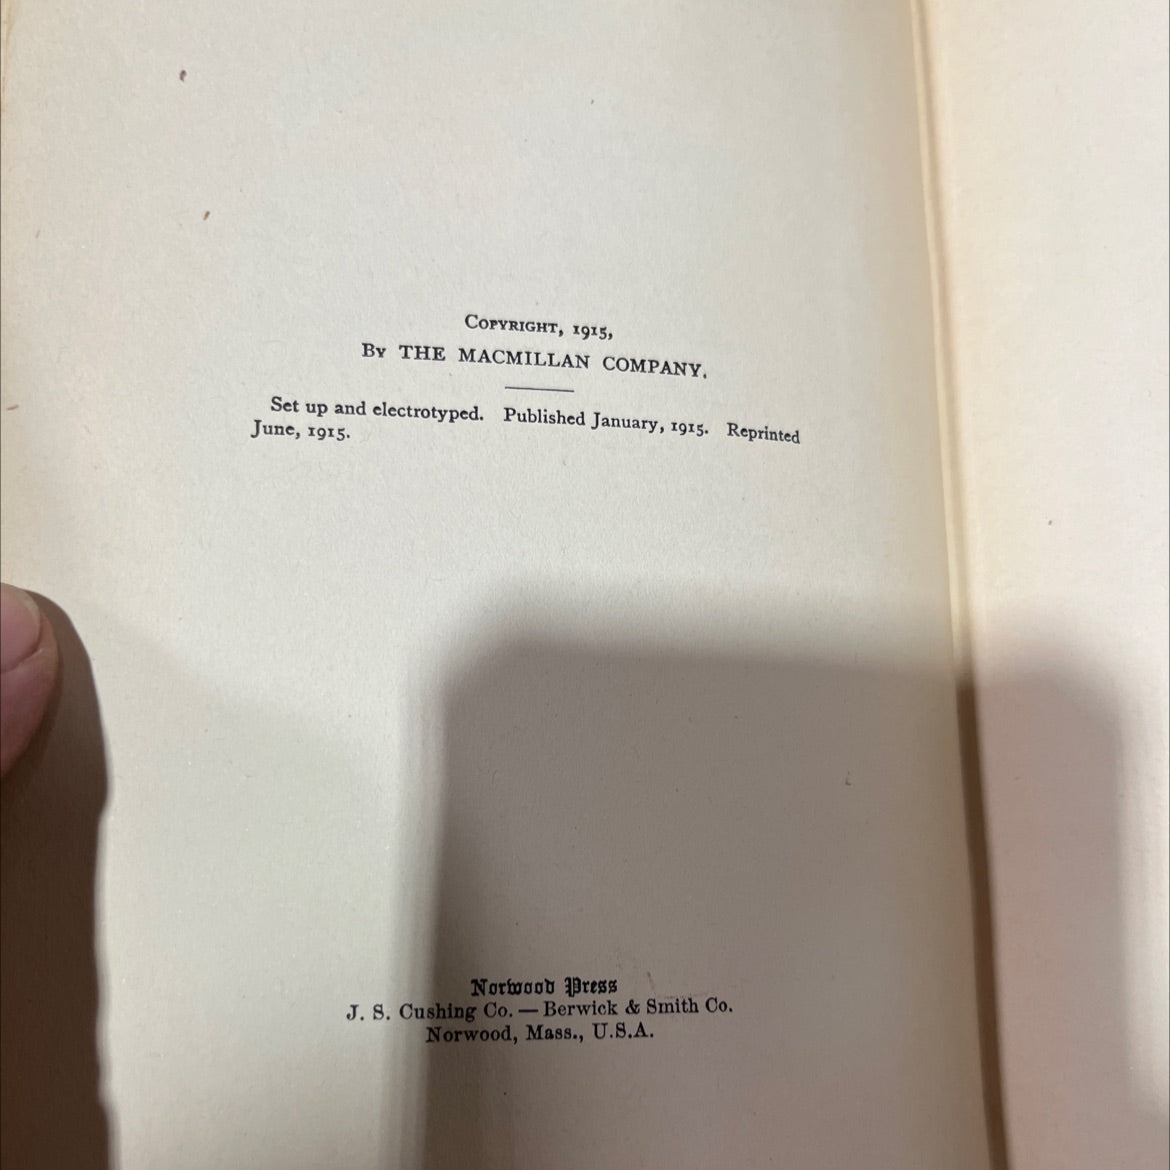 Copyright, 1915,
By THE MACMILLAN COMPANY.
Set up and electrotyped. Published January, 1915. Reprinted
June, 1915.
Norwood Press
J. S. Cushing Co. — Berwick & Smith Co.
Norwood, Mass., U.S.A.